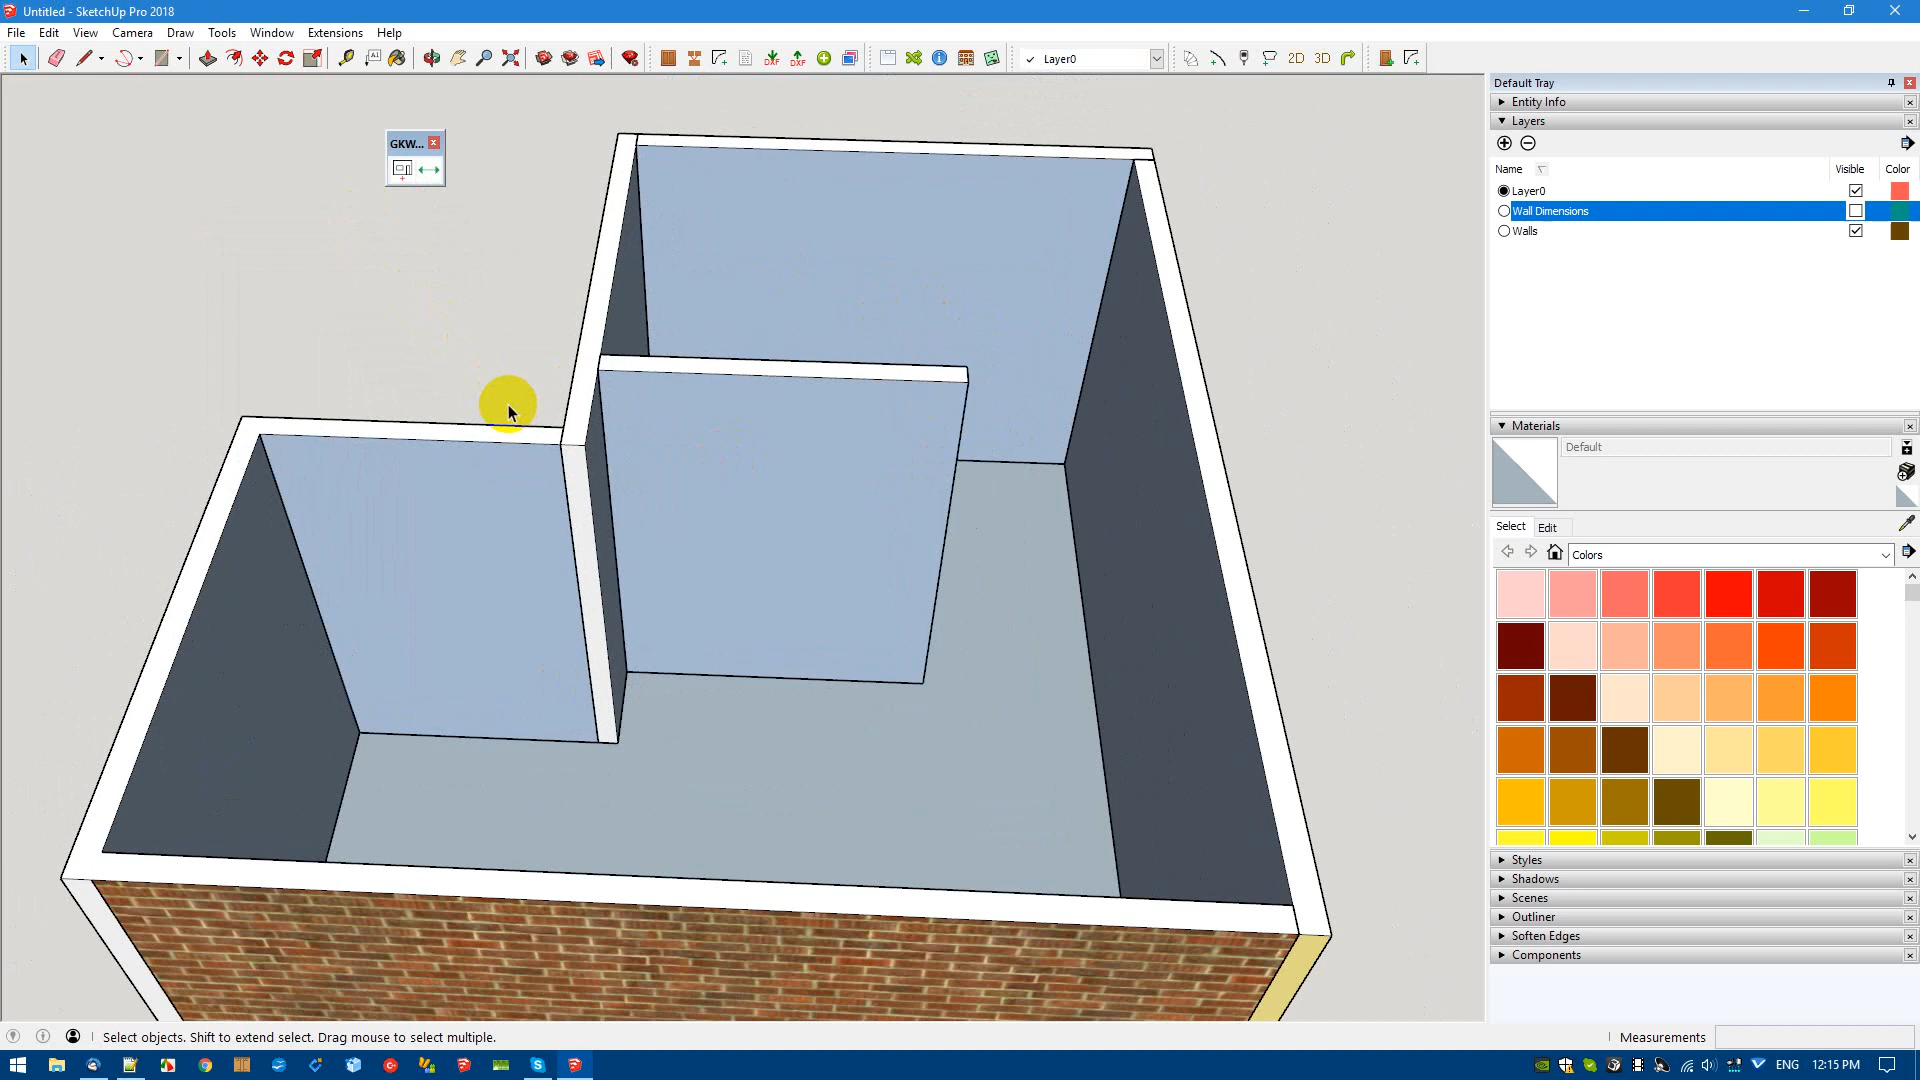 Untitled - SketchUp Pro 2018
File Edit View Camera Draw Tools Window Extensions Help
Layer0
2D 3D
GKW...
Default Tray
Entity Info
Layers
Name Visible Color
Layer0
Wall Dimensions
Walls
Materials
Default
Select Edit
Colors
Styles
Shadows
Scenes
Outliner
Soften Edges
Components
Select objects. Shift to extend select. Drag mouse to select multiple.
Measurements
ENG 12:15 PM